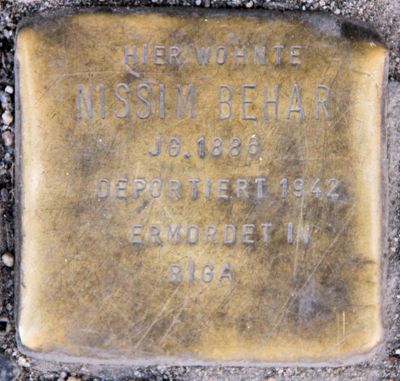 HIER WOHNTE
NISSIM BEHAR
JG. 1886
DEPORTIERT 1942
ERMORDET IN
RIGA